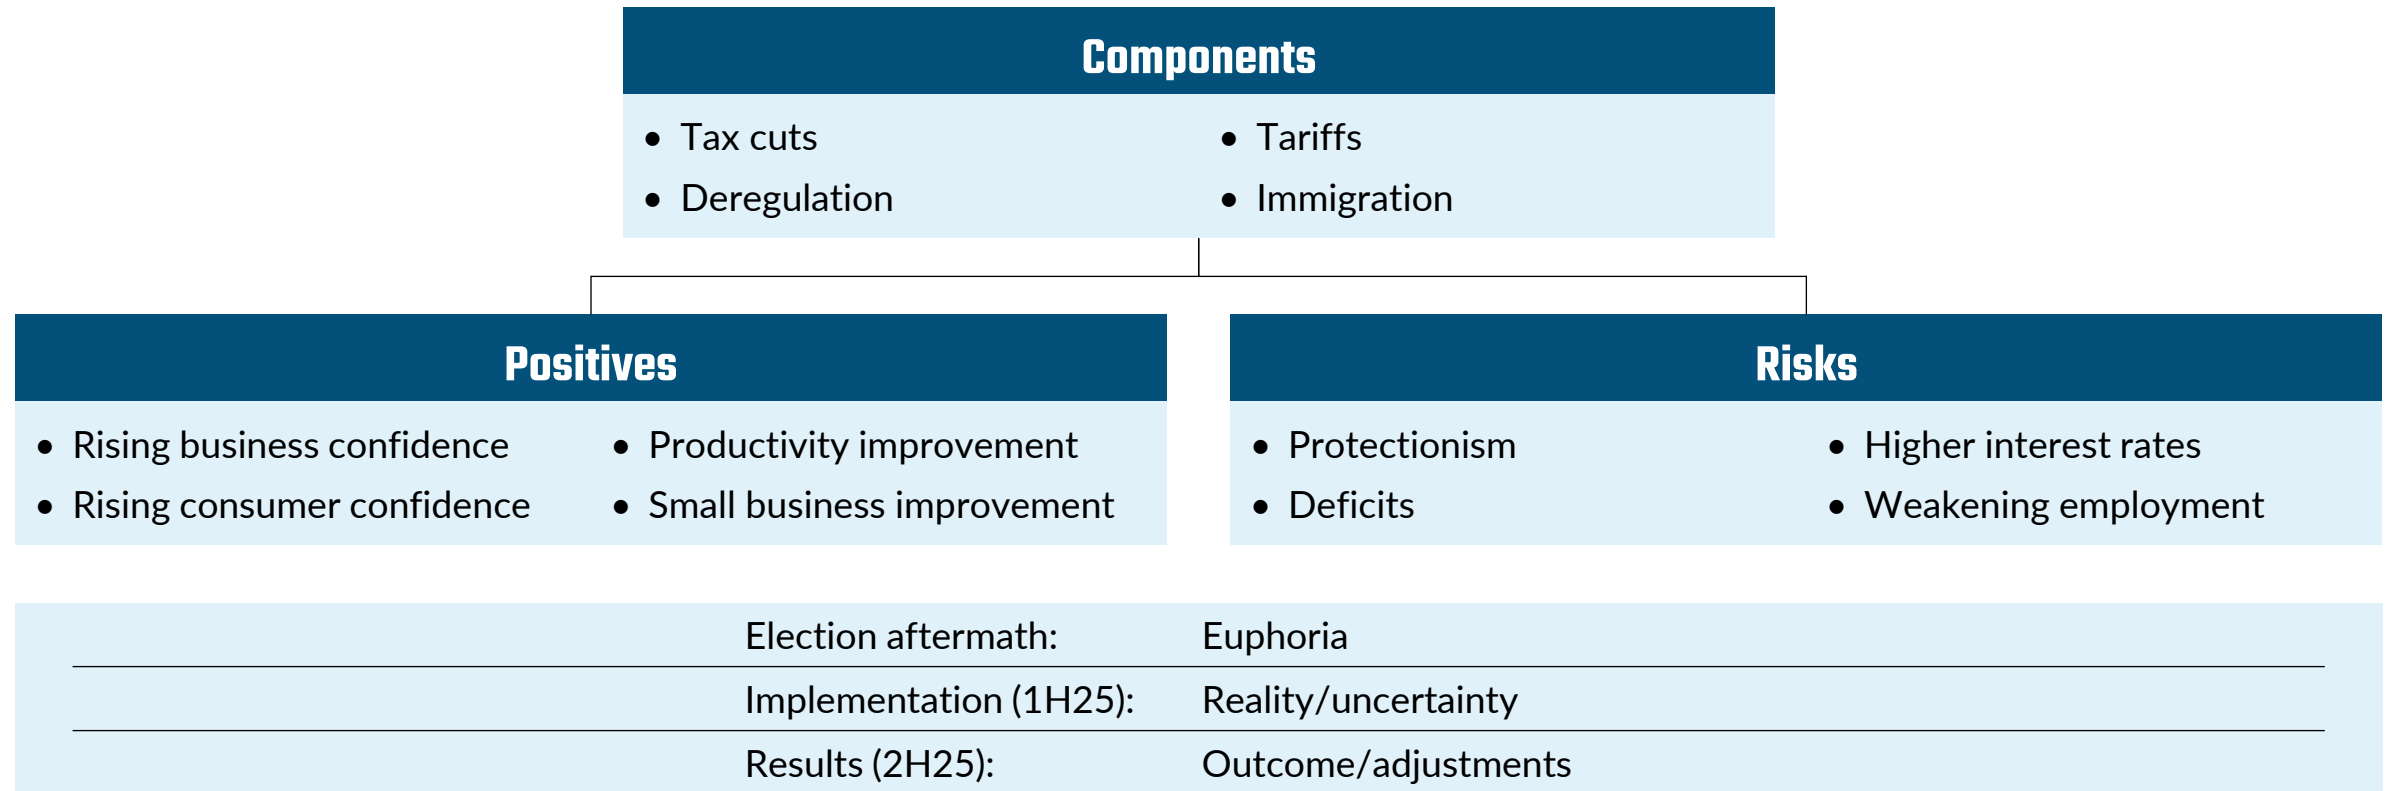 Components
• Tax cuts
• Deregulation
• Tariffs
• Immigration
Positives
• Rising business confidence
• Rising consumer confidence
• Productivity improvement
• Small business improvement
Risks
• Protectionism
• Deficits
• Higher interest rates
• Weakening employment
Election aftermath: Euphoria
Implementation (1H25): Reality/uncertainty
Results (2H25): Outcome/adjustments